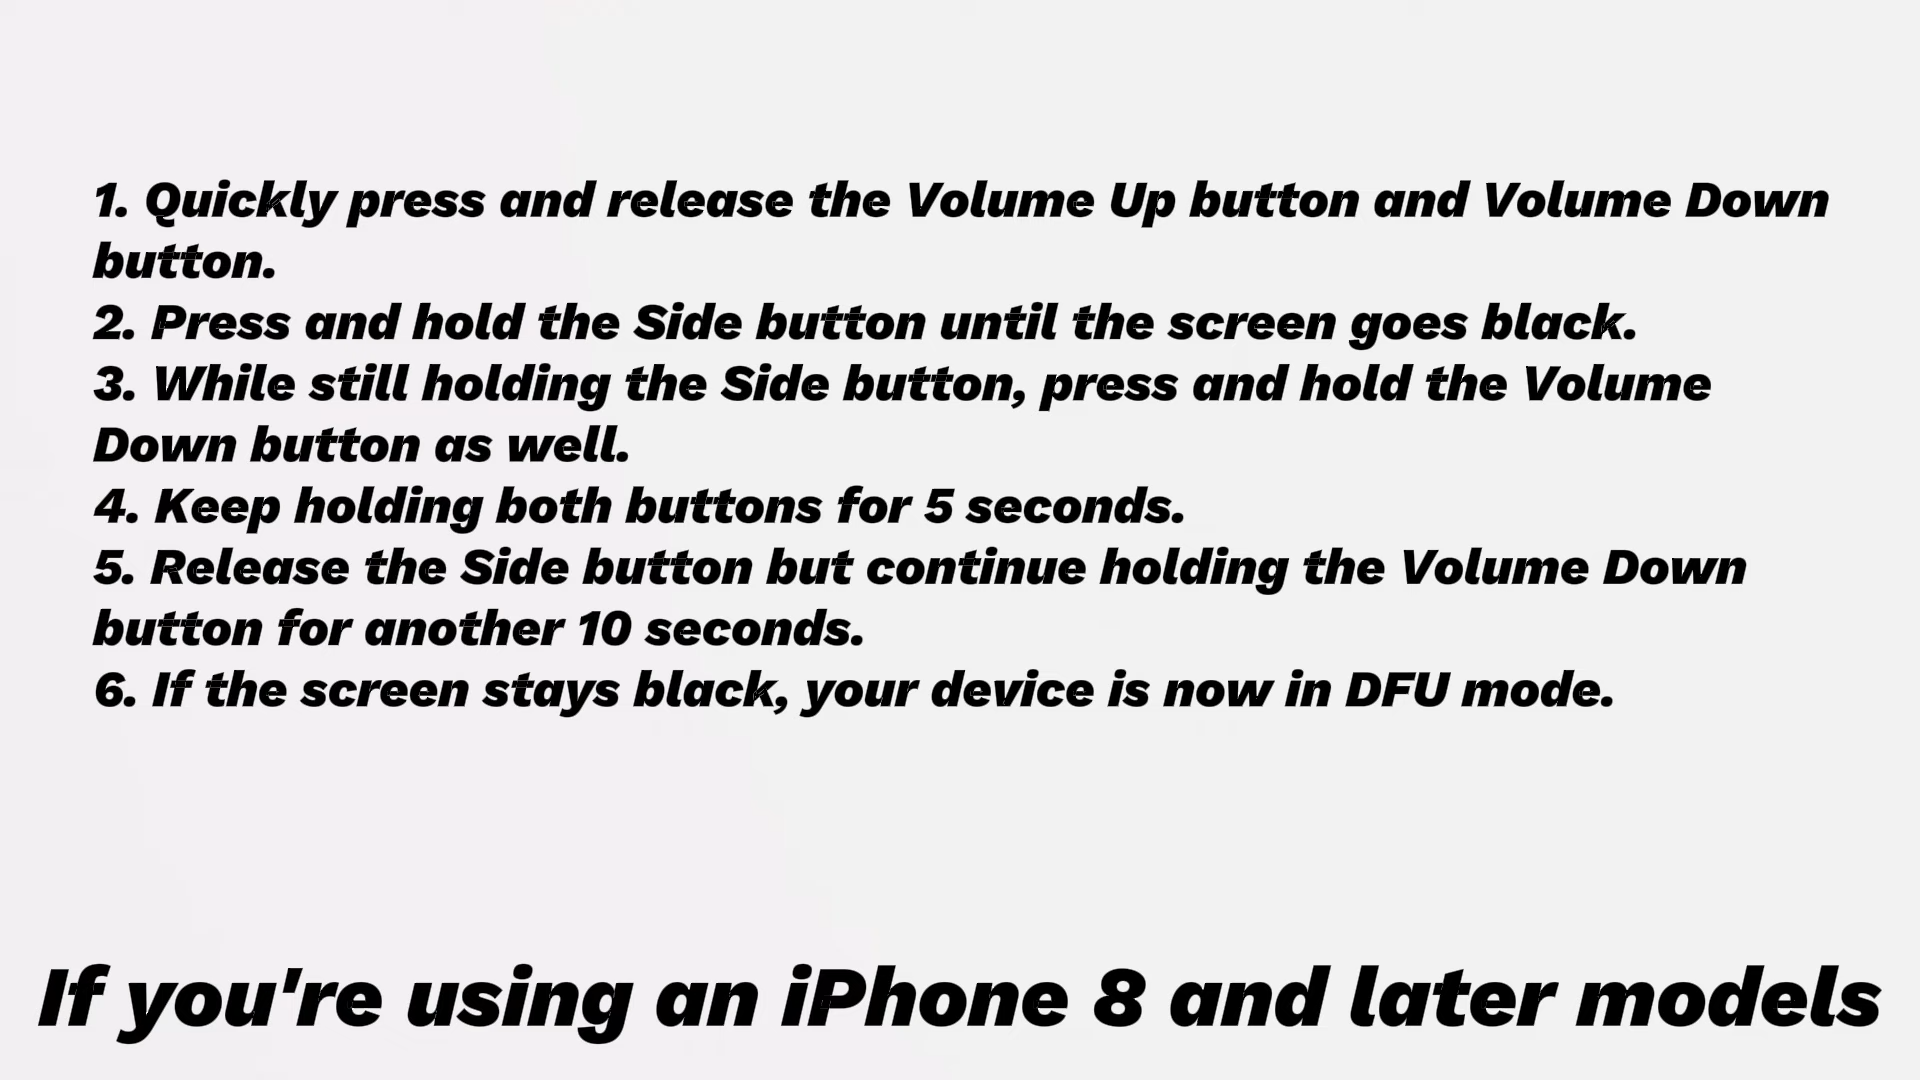 1. Quickly press and release the Volume Up button and Volume Down
button.
2. Press and hold the Side button until the screen goes black.
3. While still holding the Side button, press and hold the Volume
Down button as well.
4. Keep holding both buttons for 5 seconds.
5. Release the Side button but continue holding the Volume Down
button for another 10 seconds.
6. If the screen stays black, your device is now in DFU mode.
If you're using an iPhone 8 and later models